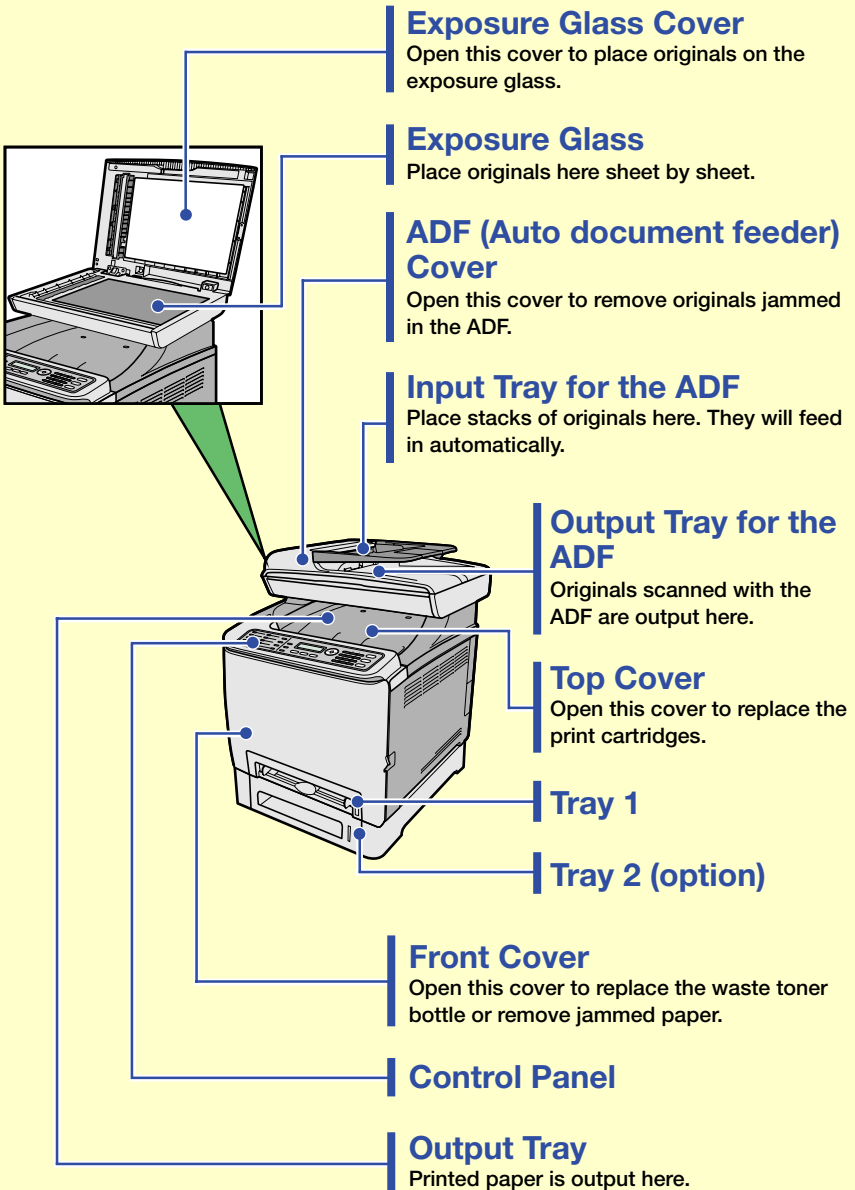 Exposure Glass Cover
Open this cover to place originals on the
exposure glass.
Exposure Glass
Place originals here sheet by sheet.
ADF (Auto document feeder)
Cover
Open this cover to remove originals jammed
in the ADF.
Input Tray for the ADF
Place stacks of originals here. They will feed
in automatically.
Output Tray for the
ADF
Originals scanned with the
ADF are output here.
Top Cover
Open this cover to replace the
print cartridges.
Tray 1
Tray 2 (option)
Front Cover
Open this cover to replace the waste toner
bottle or remove jammed paper.
Control Panel
Output Tray
Printed paper is output here.